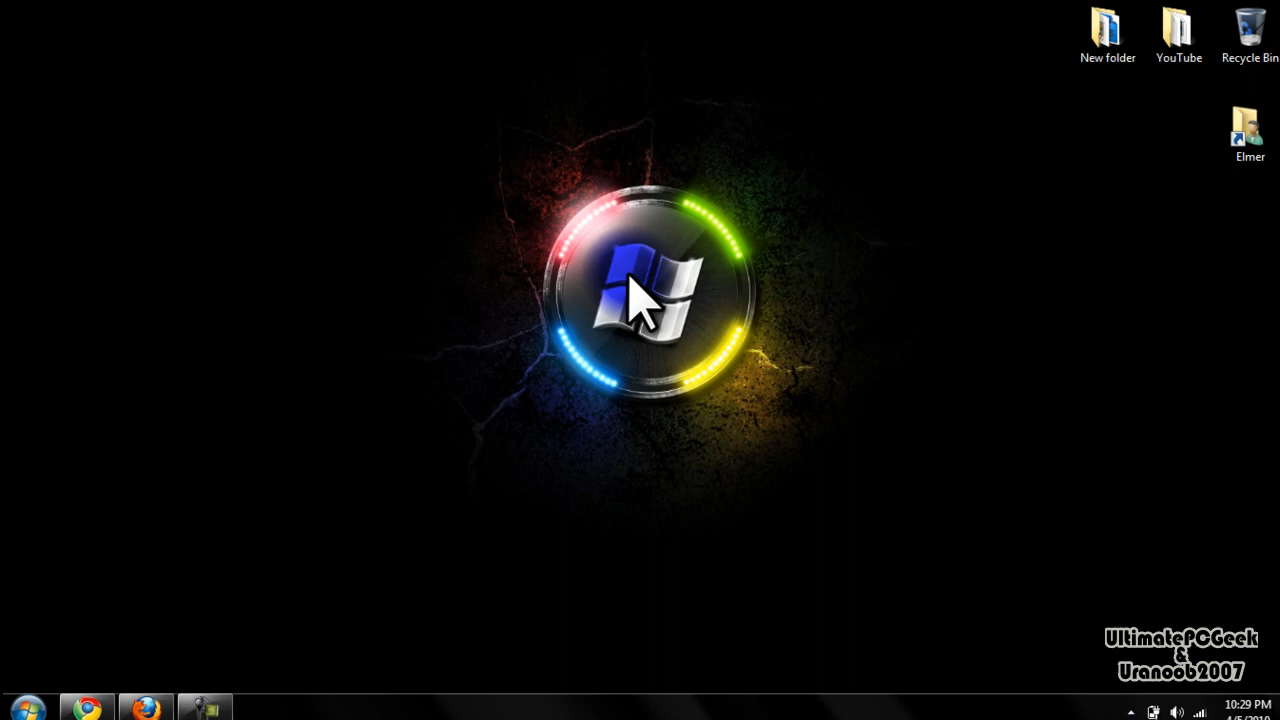 New folder
YouTube
Recycle Bin
Elmer
UltimatePCGeek
&
Uranoob2007
10:29 PM